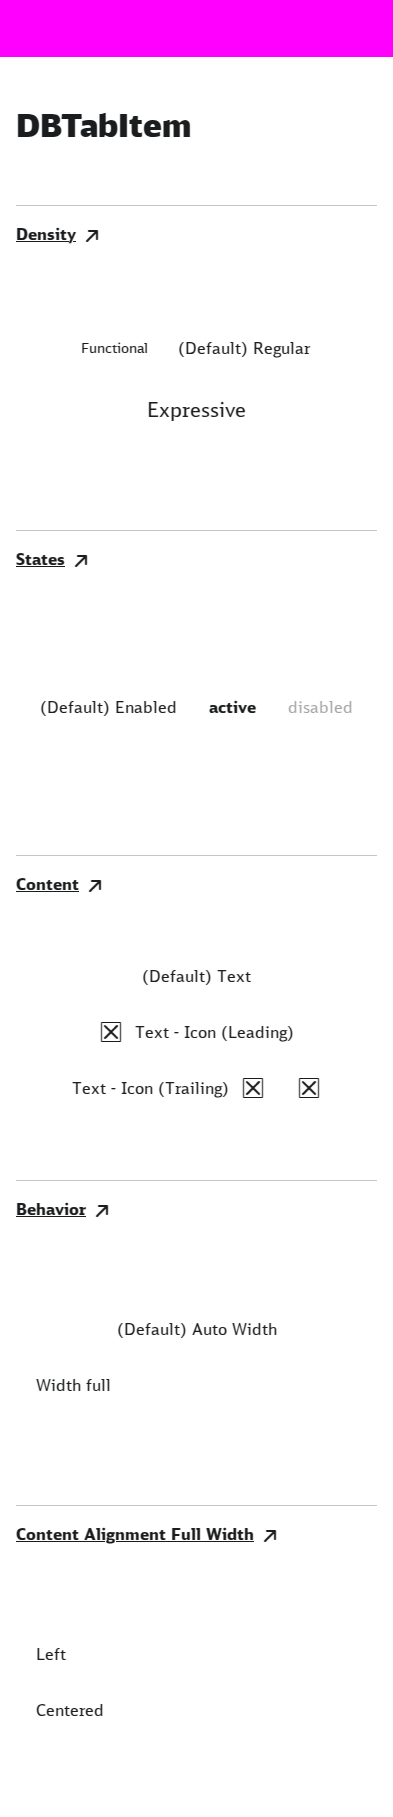 DBTabItem
Density
Functional (Default) Regular
Expressive
States
(Default) Enabled active disabled
Content
(Default) Text
Text - Icon (Leading)
Text - Icon (Trailing)
Behavior
(Default) Auto Width
Width full
Content Alignment Full Width
Left
Centered